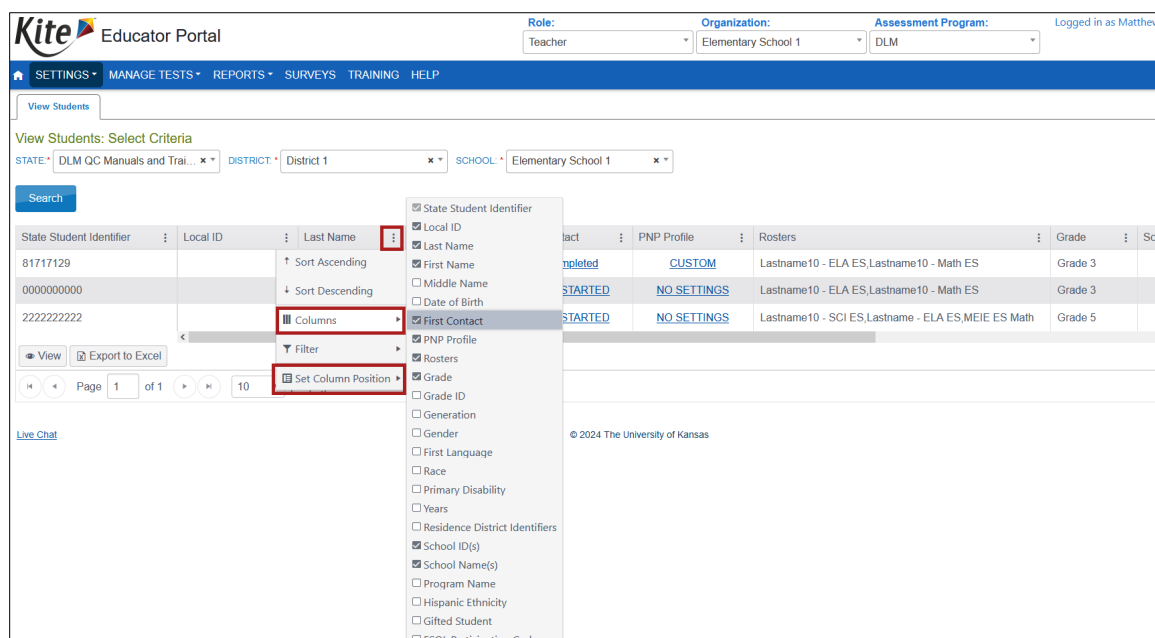 Kite Educator Portal
Role: Organization: Assessment Program: Logged in as Matthew
Teacher Elementary School 1 DLM
SETTINGS MANAGE TESTS REPORTS SURVEYS TRAINING HELP
View Students
View Students: Select Criteria
STATE:* DLM QC Manuals and Trai... × DISTRICT: * District 1 × SCHOOL: * Elementary School 1 ×
Search
State Student Identifier Local ID Last Name tact PNP Profile Rosters Grade Sc
81717129 mpleted CUSTOM Lastname10 - ELA ES,Lastname10 - Math ES Grade 3
0000000000 STARTED NO SETTINGS Lastname10 - ELA ES,Lastname10 - Math ES Grade 3
2222222222 STARTED NO SETTINGS Lastname10 - SCI ES,Lastname - ELA ES,MEIE ES Math Grade 5
View Export to Excel
Page 1 of 1 10
Sort Ascending
Sort Descending
Columns
Filter
Set Column Position
State Student Identifier
Local ID
Last Name
First Name
Middle Name
Date of Birth
First Contact
PNP Profile
Rosters
Grade
Grade ID
Generation
Gender
First Language
Race
Primary Disability
Years
Residence District Identifiers
School ID(s)
School Name(s)
Program Name
Hispanic Ethnicity
Gifted Student
Live Chat © 2024 The University of Kansas